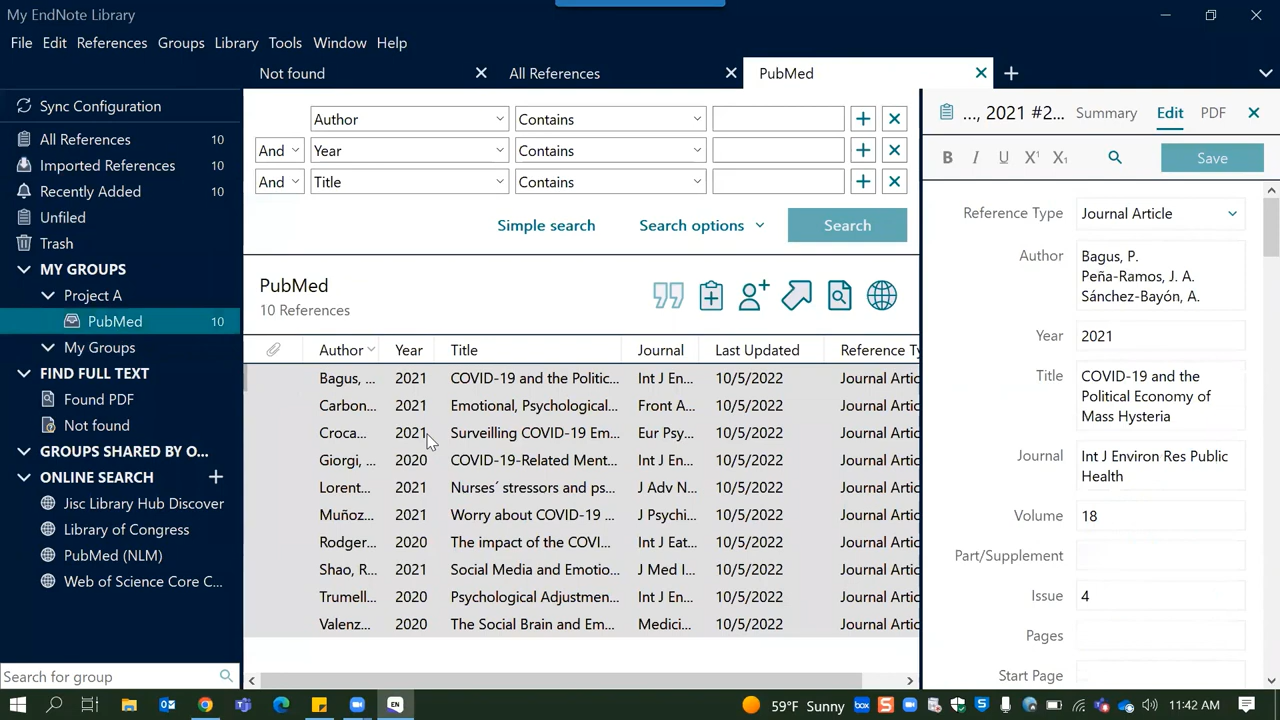 My EndNote Library
File Edit References Groups Library Tools Window Help
Not found
All References
PubMed
Sync Configuration
All References 10
Imported References 10
Recently Added 10
Unfiled
Trash
MY GROUPS
Project A
PubMed 10
My Groups
FIND FULL TEXT
Found PDF
Not found
GROUPS SHARED BY O...
ONLINE SEARCH
Jisc Library Hub Discover
Library of Congress
PubMed (NLM)
Web of Science Core C...
Search for group
Author Contains
And Year Contains
And Title Contains
Simple search Search options Search
PubMed
10 References
Author Year Title Journal Last Updated Reference Ty
Bagus, ... 2021 COVID-19 and the Politic... Int J En... 10/5/2022 Journal Artic
Carbon... 2021 Emotional, Psychological... Front A... 10/5/2022 Journal Artic
Croca... 2021 Surveilling COVID-19 Em... Eur Psy... 10/5/2022 Journal Artic
Giorgi, ... 2020 COVID-19-Related Ment... Int J En... 10/5/2022 Journal Artic
Lorent... 2021 Nurses´ stressors and ps... J Adv N... 10/5/2022 Journal Artic
Muñoz... 2021 Worry about COVID-19 ... J Psychi... 10/5/2022 Journal Artic
Rodger... 2020 The impact of the COVI... Int J Eat... 10/5/2022 Journal Artic
Shao, R... 2021 Social Media and Emotio... J Med I... 10/5/2022 Journal Artic
Trumell... 2020 Psychological Adjustmen... Int J En... 10/5/2022 Journal Artic
Valenz... 2020 The Social Brain and Em... Medici... 10/5/2022 Journal Artic
..., 2021 #2... Summary Edit PDF
B I U X¹ X₁ Save
Reference Type Journal Article
Author Bagus, P.
Peña-Ramos, J. A.
Sánchez-Bayón, A.
Year 2021
Title COVID-19 and the
Political Economy of
Mass Hysteria
Journal Int J Environ Res Public
Health
Volume 18
Part/Supplement
Issue 4
Pages
Start Page
EN 59°F Sunny box S S 11:42 AM